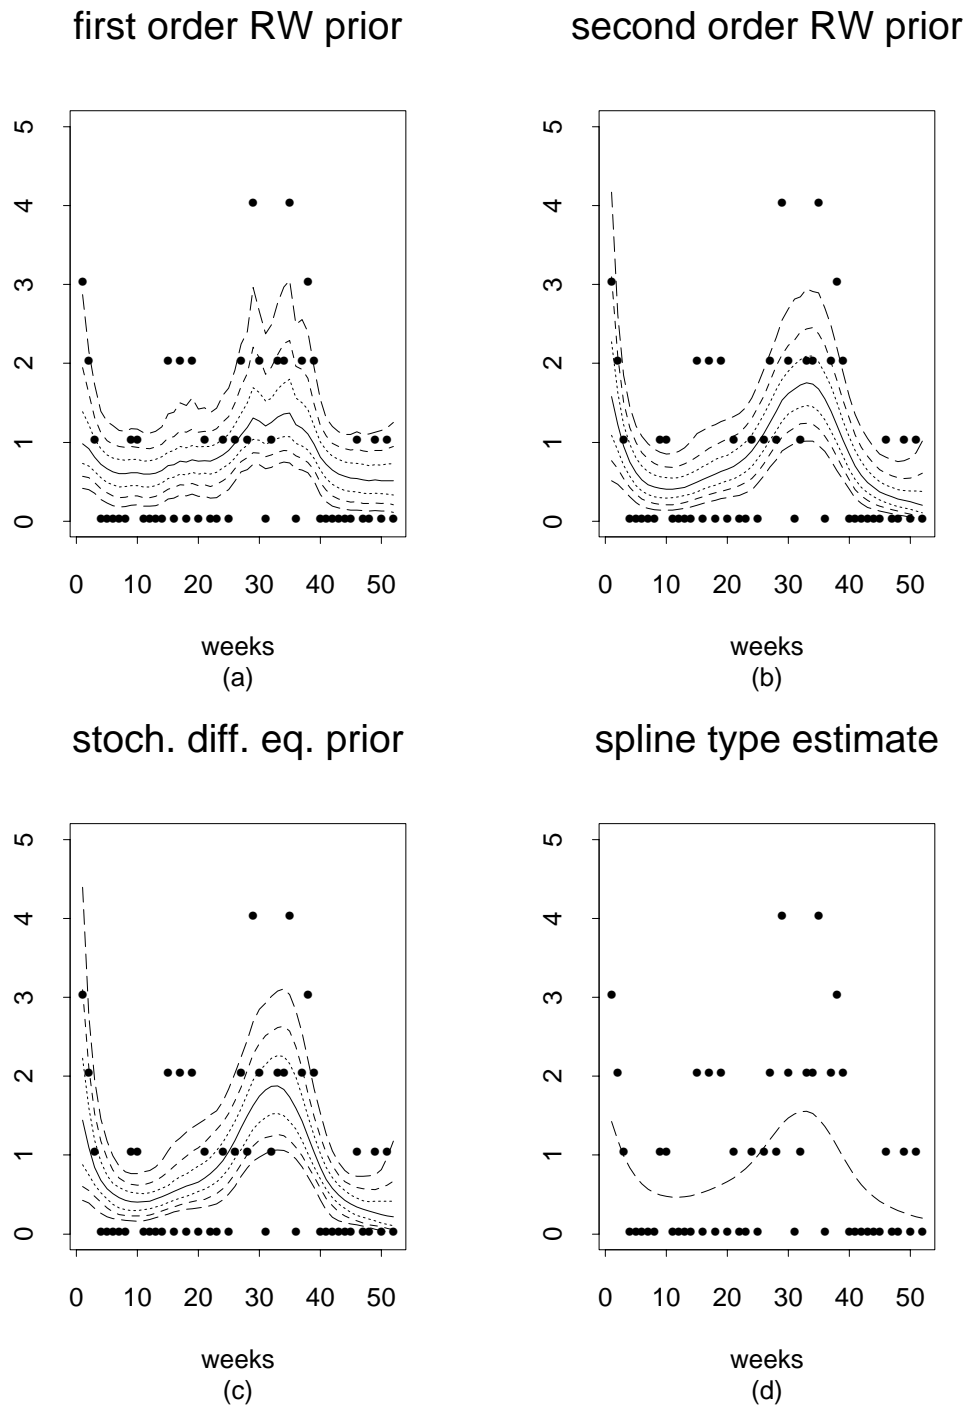 first order RW prior
second order RW prior
0 1 2 3 4 5
0 10 20 30 40 50
weeks
(a)
0 1 2 3 4 5
0 10 20 30 40 50
weeks
(b)
stoch. diff. eq. prior
spline type estimate
0 1 2 3 4 5
0 10 20 30 40 50
weeks
(c)
0 1 2 3 4 5
0 10 20 30 40 50
weeks
(d)